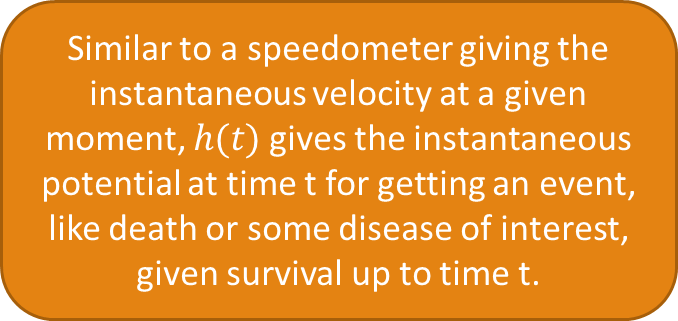 Similar to a speedometer giving the
instantaneous velocity at a given
moment, h(t) gives the instantaneous
potential at time t for getting an event,
like death or some disease of interest,
given survival up to time t.